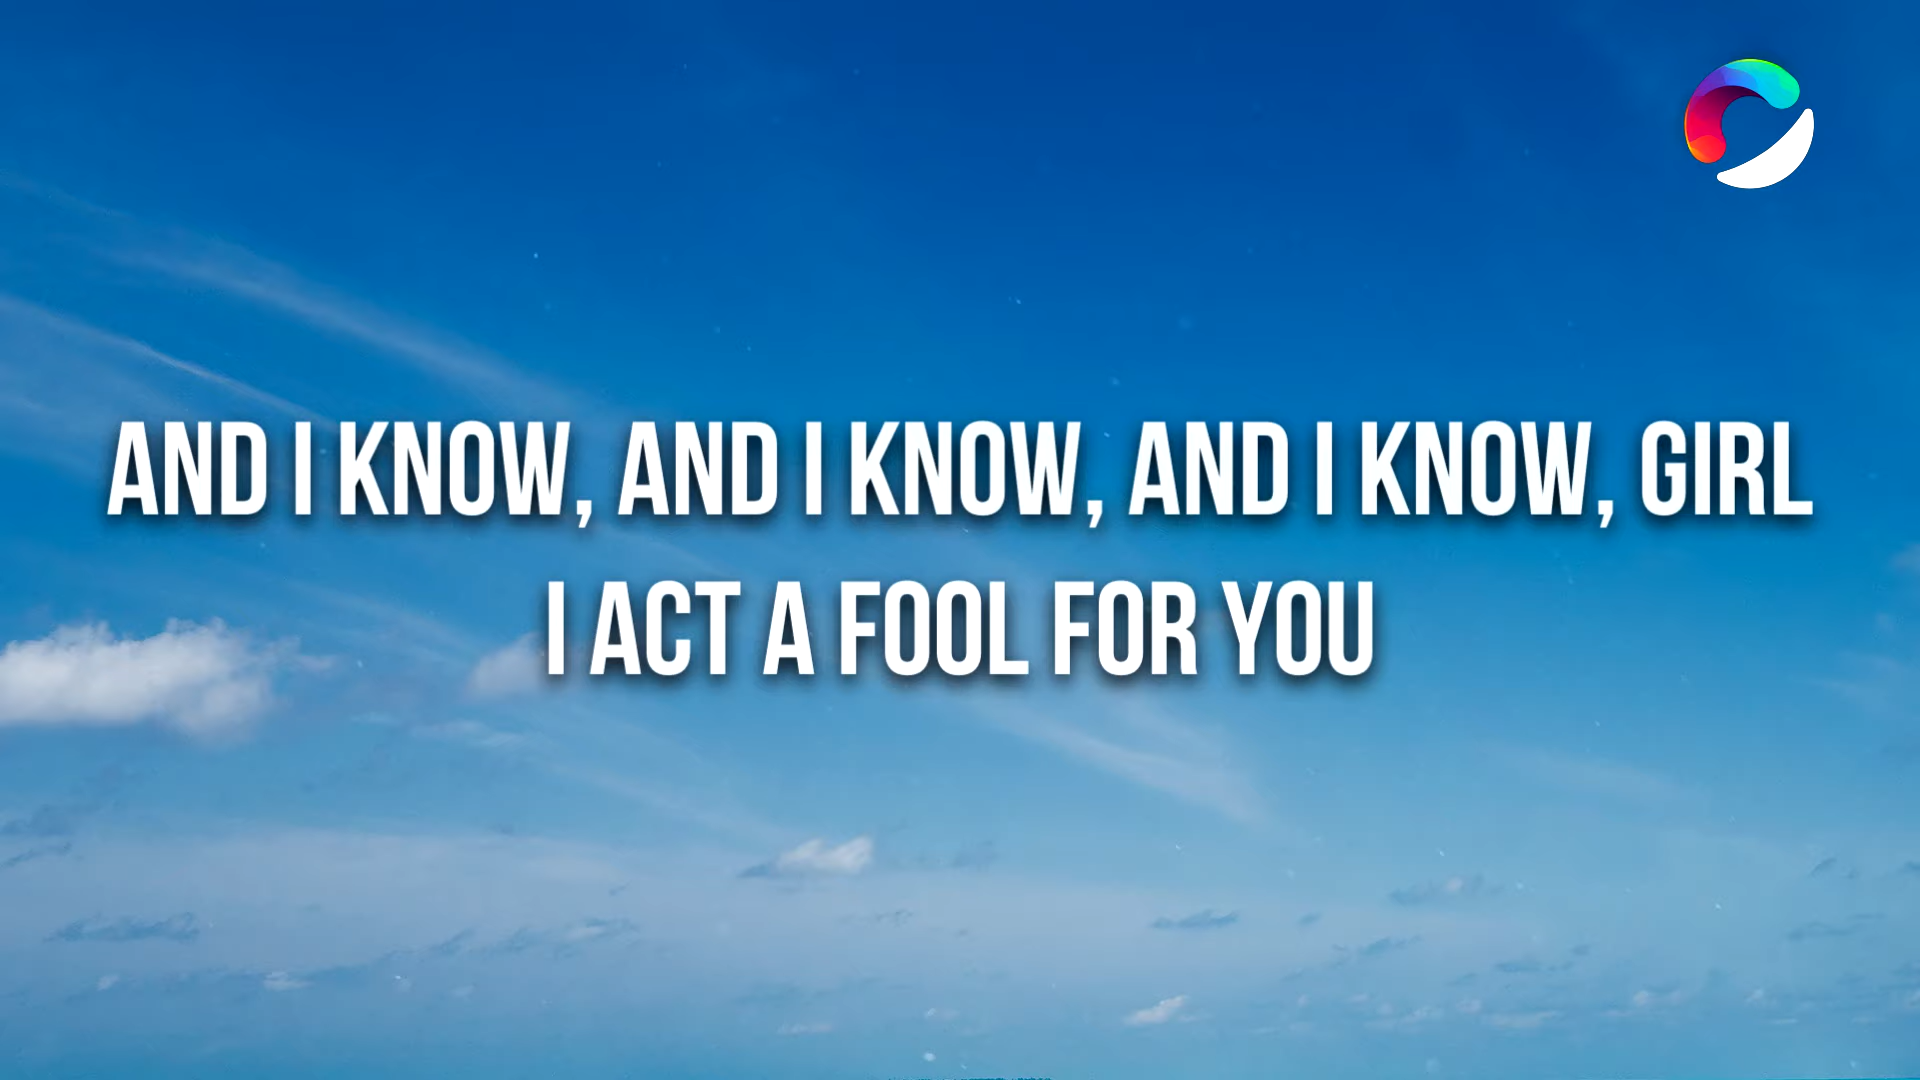 AND I KNOW, AND I KNOW, AND I KNOW, GIRL
I ACT A FOOL FOR YOU